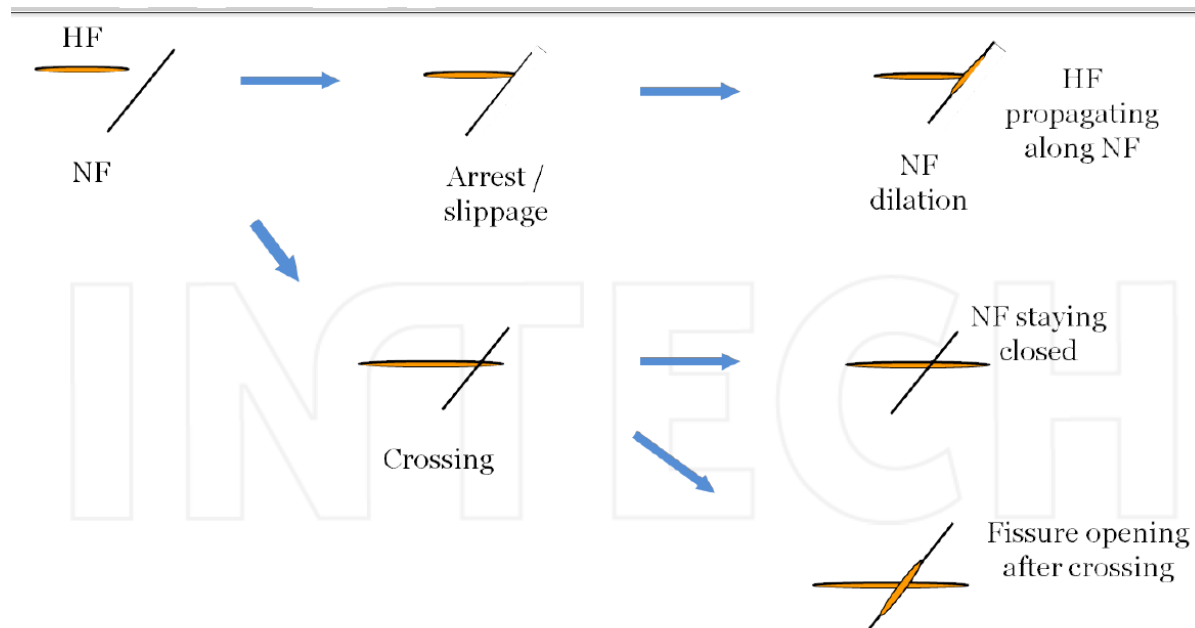 HF
NF
Arrest /
slippage
NF
dilation
HF
propagating
along NF
Crossing
NF staying
closed
Fissure opening
after crossing
INTECH